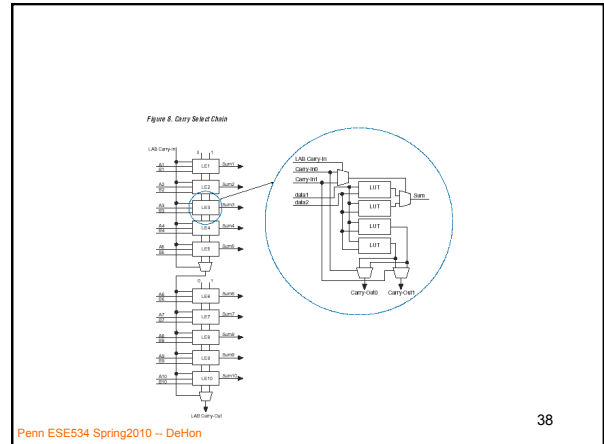 Figure 8. Carry Select Chain
LAB Carry-In
0 1
A1
B1
LE1
Sum1
A2
B2
LE2
Sum2
A3
B3
LE3
Sum3
A4
B4
LE4
Sum4
A5
B5
LE5
Sum5
0 1
A6
B6
LE6
Sum6
A7
B7
LE7
Sum7
A8
B8
LE8
Sum8
A9
B9
LE9
Sum9
A10
B10
LE10
Sum10
LAB Carry-Out
LAB Carry-In
Carry-In0
Carry-In1
data1
data2
LUT
LUT
LUT
LUT
Sum
Carry-Out0 Carry-Out1
Penn ESE534 Spring2010 -- DeHon
38